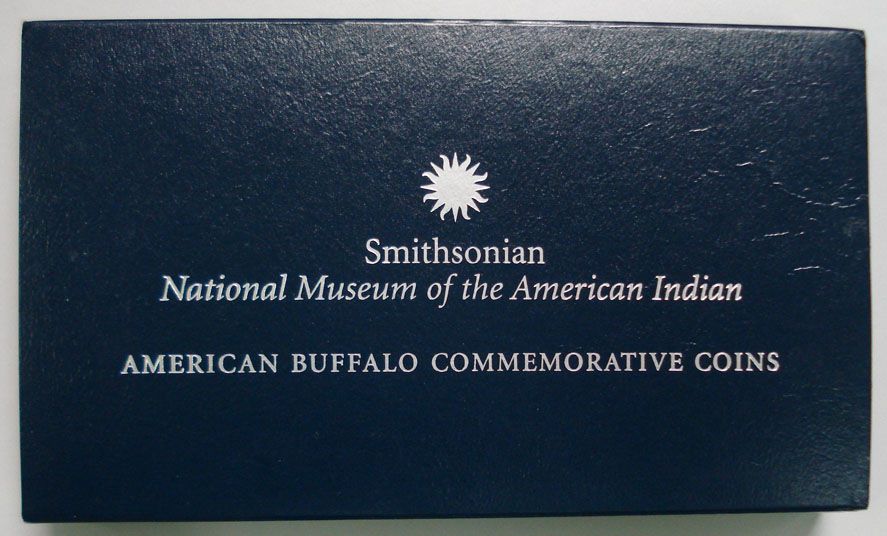 Smithsonian
National Museum of the American Indian
AMERICAN BUFFALO COMMEMORATIVE COINS